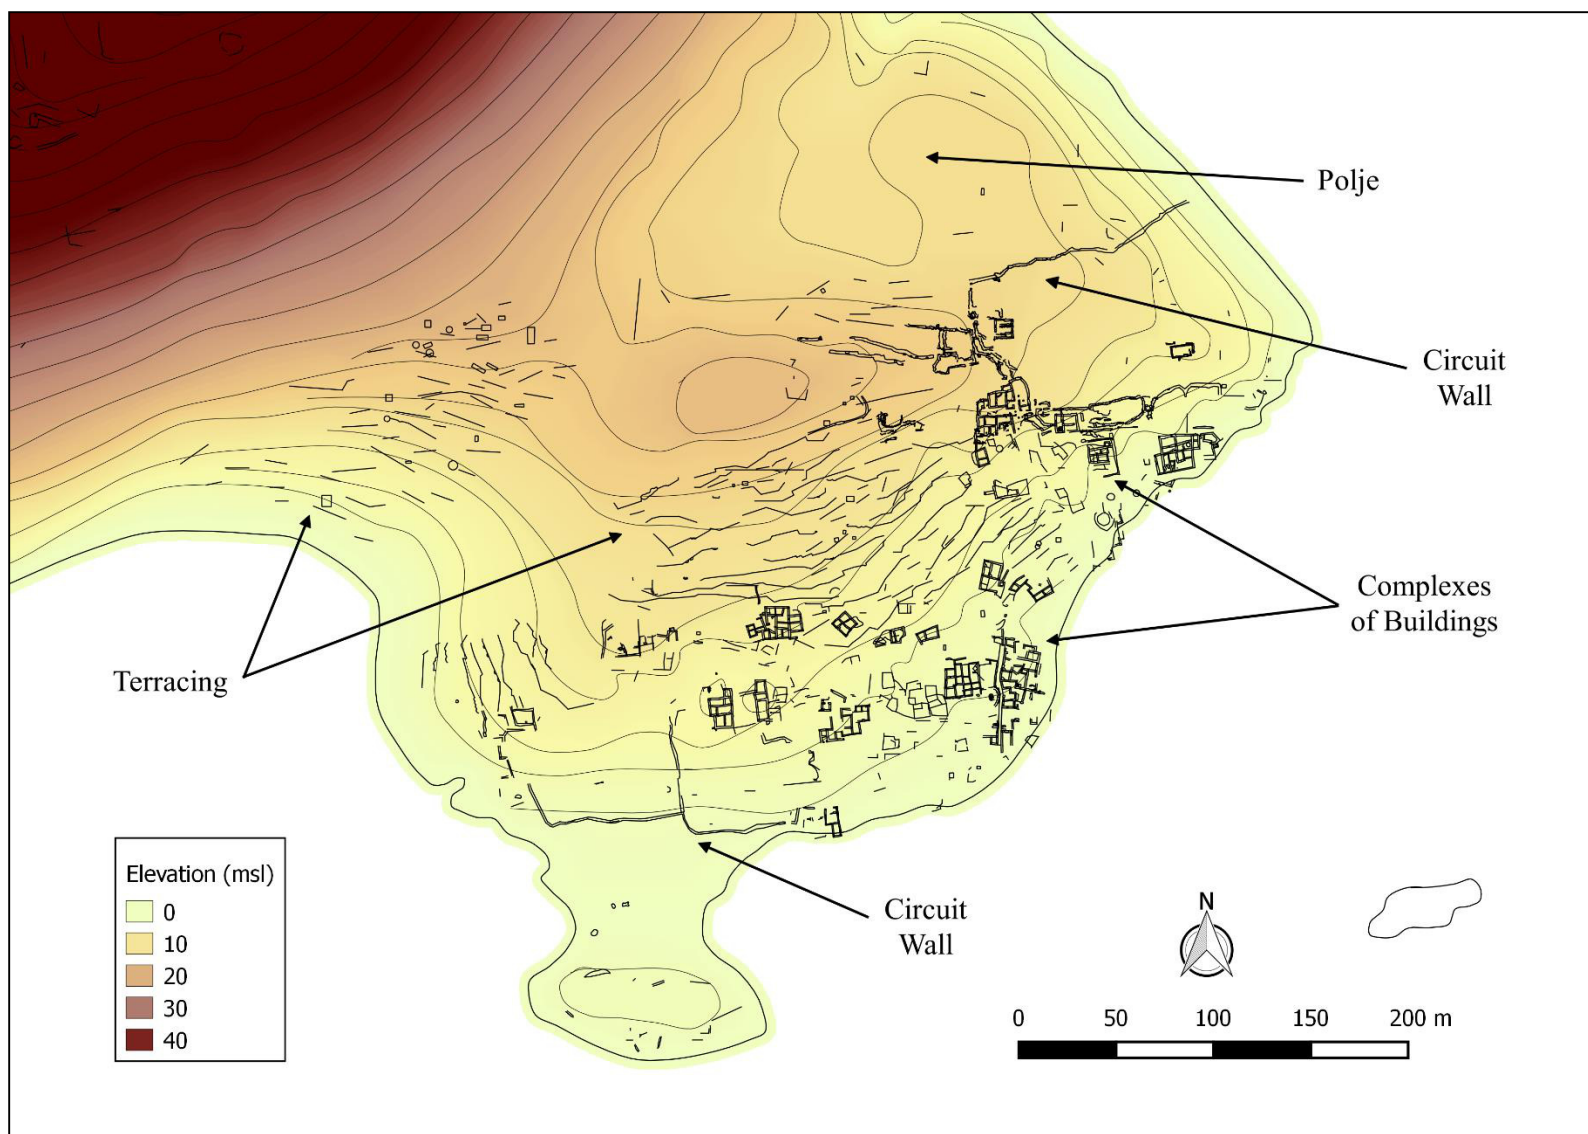 Polje
Circuit
Wall
Complexes
of Buildings
Terracing
Circuit
Wall
Elevation (msl)
0
10
20
30
40
N
0 50 100 150 200 m